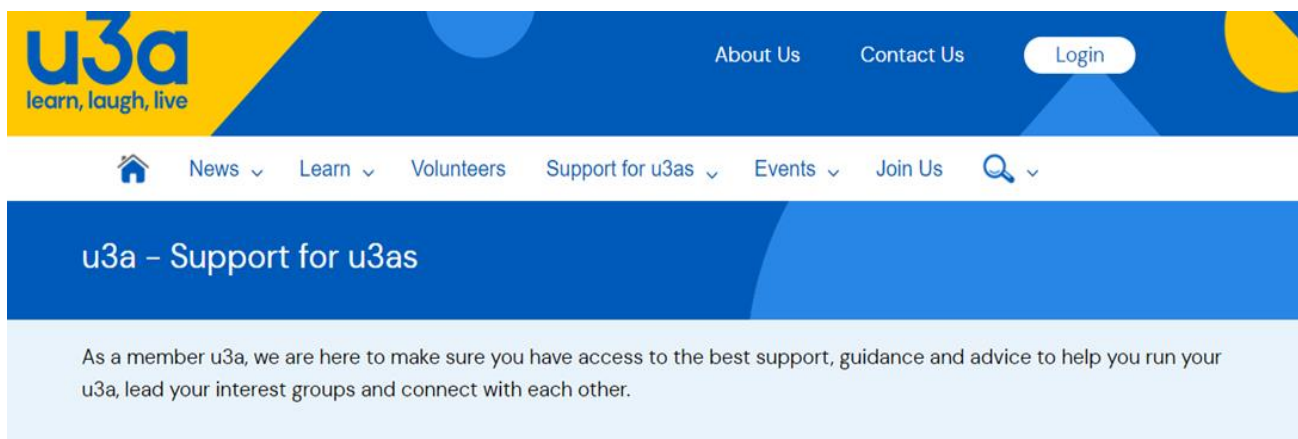 u3a
learn, laugh, live
About Us
Contact Us
Login
News
Learn
Volunteers
Support for u3as
Events
Join Us
u3a – Support for u3as
As a member u3a, we are here to make sure you have access to the best support, guidance and advice to help you run your
u3a, lead your interest groups and connect with each other.